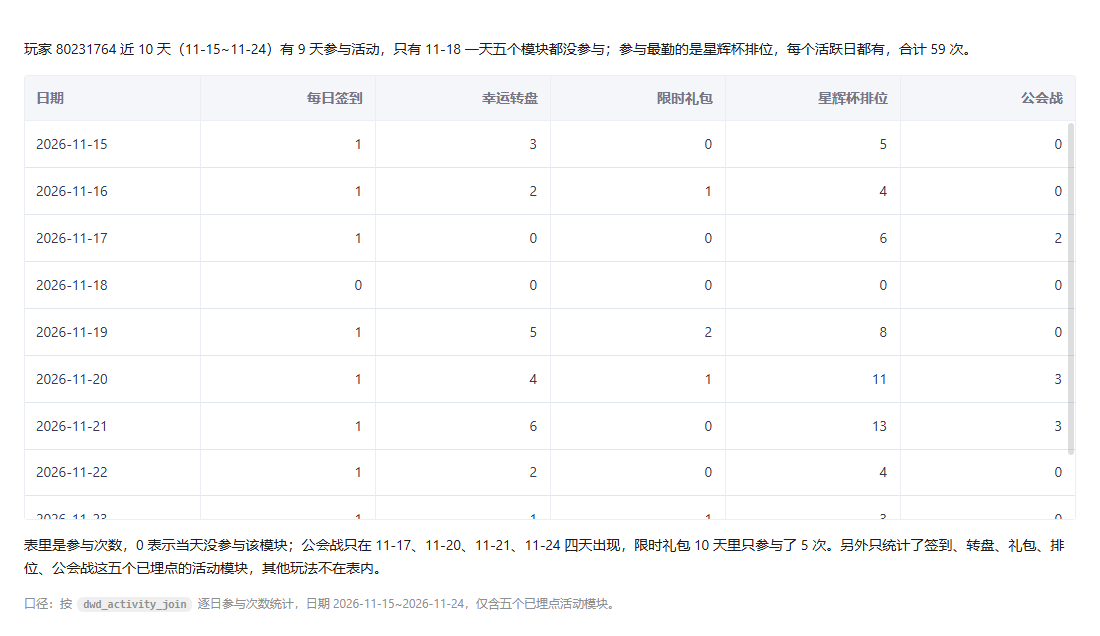 玩家 80231764 近 10 天（11-15~11-24）有 9 天参与活动，只有 11-18 一天五个模块都没参与；参与最勤的是星辉杯排位，每个活跃日都有，合计 59 次。
日期 每日签到 幸运转盘 限时礼包 星辉杯排位 公会战
2026-11-15 1 3 0 5 0
2026-11-16 1 2 1 4 0
2026-11-17 1 0 0 6 2
2026-11-18 0 0 0 0 0
2026-11-19 1 5 2 8 0
2026-11-20 1 4 1 11 3
2026-11-21 1 6 0 13 3
2026-11-22 1 2 0 4 0
2026-11-23 1 1 1 3 0
表里是参与次数，0 表示当天没参与该模块；公会战只在 11-17、11-20、11-21、11-24 四天出现，限时礼包 10 天里只参与了 5 次。另外只统计了签到、转盘、礼包、排
位、公会战这五个已埋点的活动模块，其他玩法不在表内。
口径：按 dwd_activity_join 逐日参与次数统计，日期 2026-11-15~2026-11-24，仅含五个已埋点活动模块。